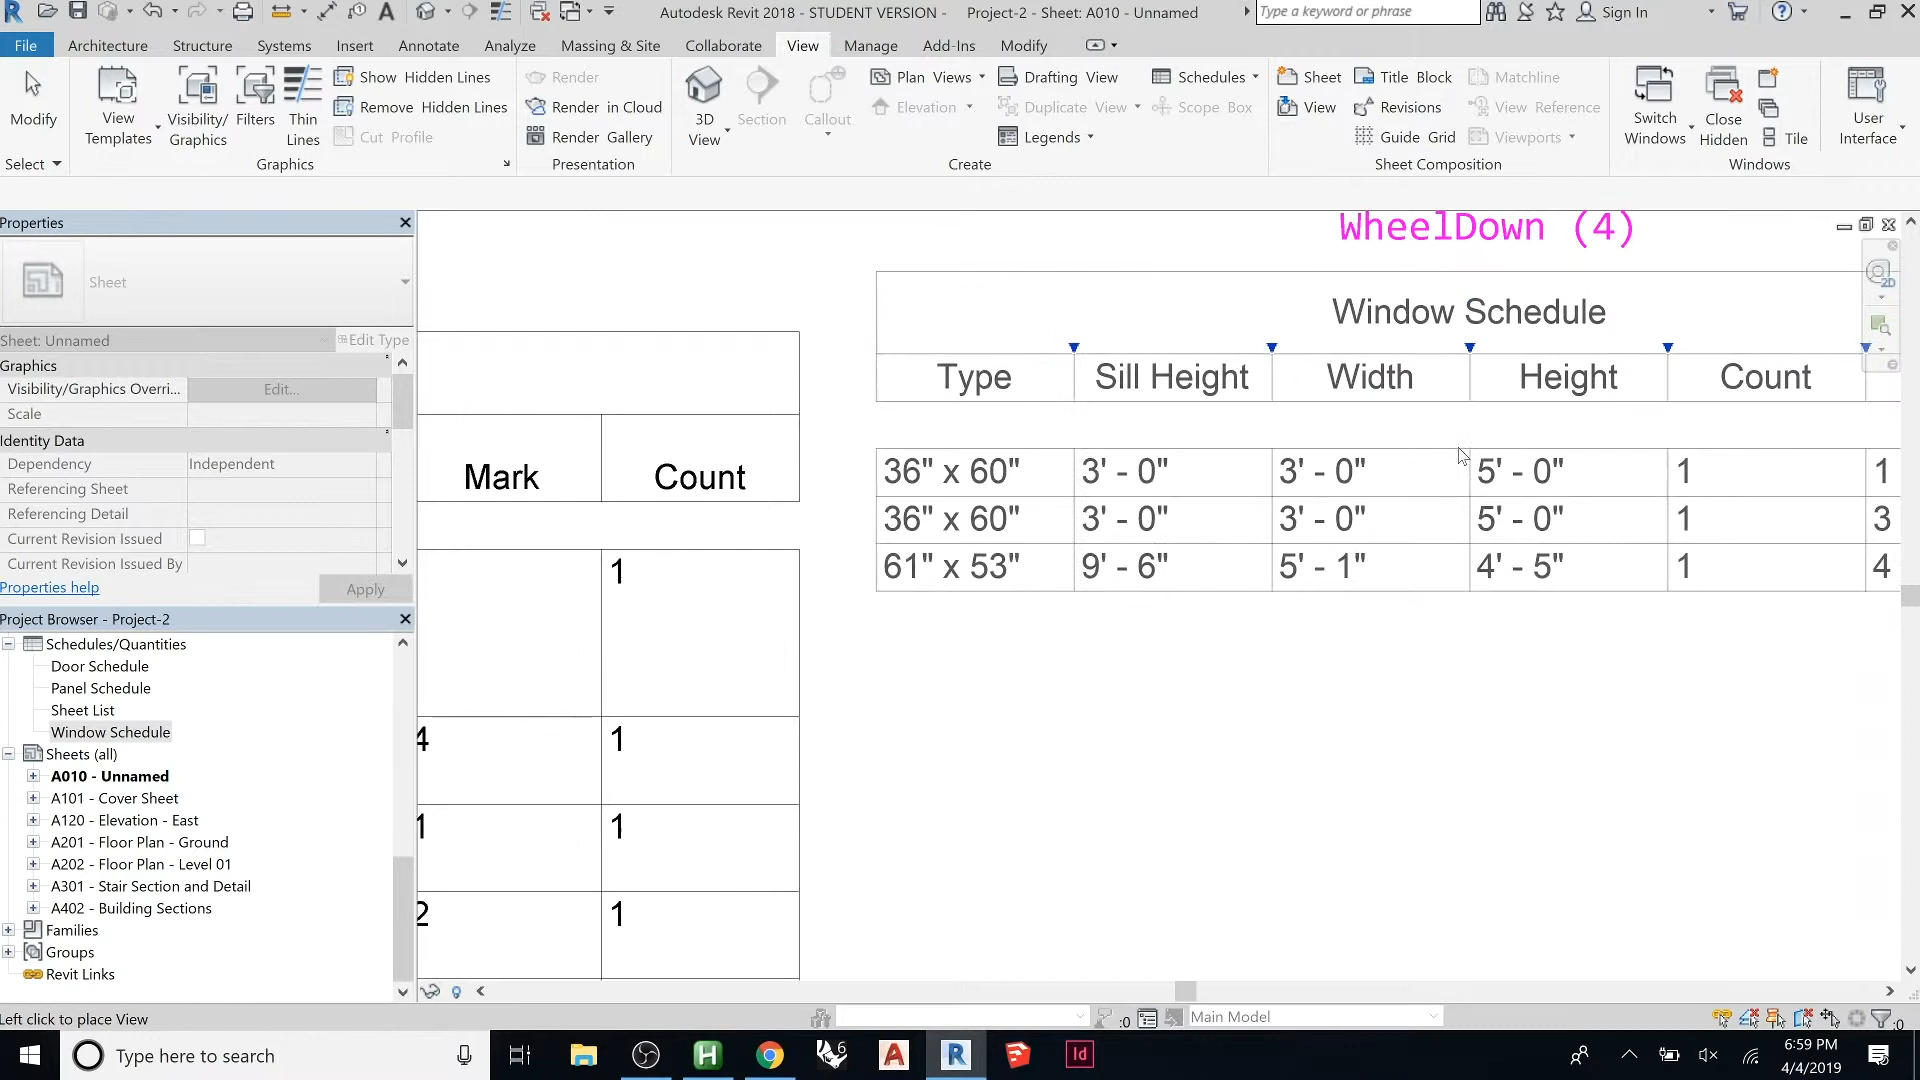 Autodesk Revit 2018 - STUDENT VERSION - Project-2 - Sheet: A010 - Unnamed
Type a keyword or phrase
Sign In
File Architecture Structure Systems Insert Annotate Analyze Massing & Site Collaborate View Manage Add-Ins Modify
Modify
View Templates
Visibility/ Graphics
Filters
Thin Lines
Show Hidden Lines
Remove Hidden Lines
Cut Profile
Render
Render in Cloud
Render Gallery
3D View
Section
Callout
Plan Views
Elevation
Drafting View
Duplicate View
Legends
Schedules
Scope Box
Sheet
View
Title Block
Revisions
Guide Grid
Matchline
View Reference
Viewports
Switch Windows
Close Hidden
Tile
User Interface
Select Graphics Presentation Create Sheet Composition Windows
Properties
Sheet
Sheet: Unnamed Edit Type
Graphics
Visibility/Graphics Overri... Edit...
Scale
Identity Data
Dependency Independent
Referencing Sheet
Referencing Detail
Current Revision Issued
Current Revision Issued By
Properties help Apply
Project Browser - Project-2
Schedules/Quantities
Door Schedule
Panel Schedule
Sheet List
Window Schedule
Sheets (all)
A010 - Unnamed
A101 - Cover Sheet
A120 - Elevation - East
A201 - Floor Plan - Ground
A202 - Floor Plan - Level 01
A301 - Stair Section and Detail
A402 - Building Sections
Families
Groups
Revit Links
WheelDown (4)
2D
Mark Count
1
4 1
1 1
2 1
Window Schedule
Type Sill Height Width Height Count
36" x 60" 3' - 0" 3' - 0" 5' - 0" 1 1
36" x 60" 3' - 0" 3' - 0" 5' - 0" 1 3
61" x 53" 9' - 6" 5' - 1" 4' - 5" 1 4
Left click to place View
:0
Main Model
:0
Type here to search
H
6
A
R
Id
6:59 PM
4/4/2019